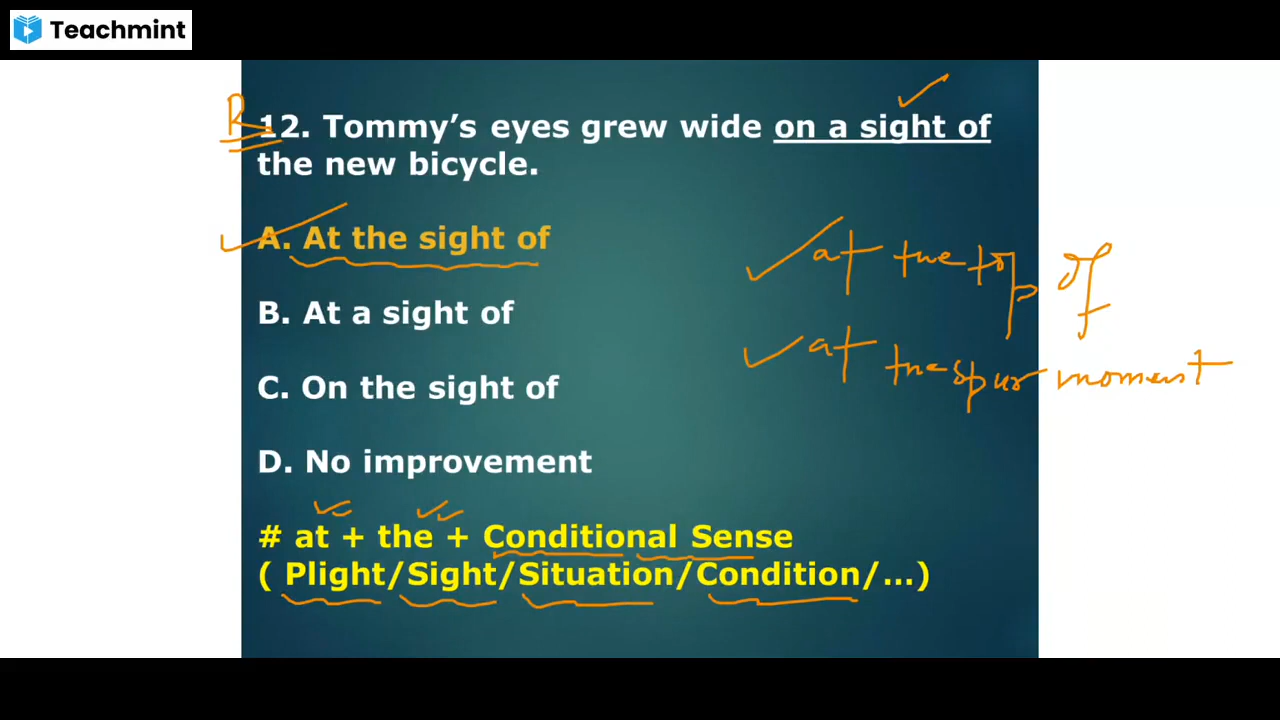 Teachmint
R
12. Tommy’s eyes grew wide on a sight of
the new bicycle.
A. At the sight of
at the top of
B. At a sight of
at the spur moment
C. On the sight of
D. No improvement
# at + the + Conditional Sense
( Plight/Sight/Situation/Condition/...)